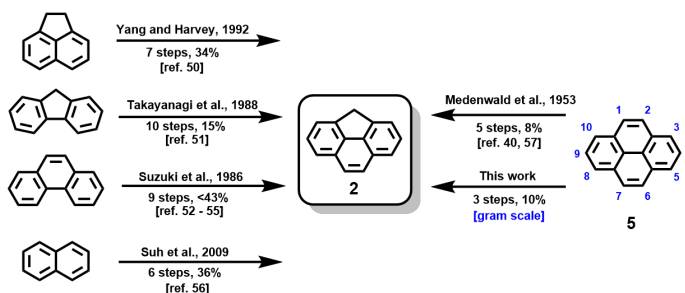 Yang and Harvey, 1992
7 steps, 34%
[ref. 50]
Takayanagi et al., 1988
10 steps, 15%
[ref. 51]
Suzuki et al., 1986
9 steps, <43%
[ref. 52 - 55]
Suh et al., 2009
6 steps, 36%
[ref. 56]
2
Medenwald et al., 1953
5 steps, 8%
[ref. 40, 57]
This work
3 steps, 10%
[gram scale]
1 2
10 3
9
8 5
7 6
5